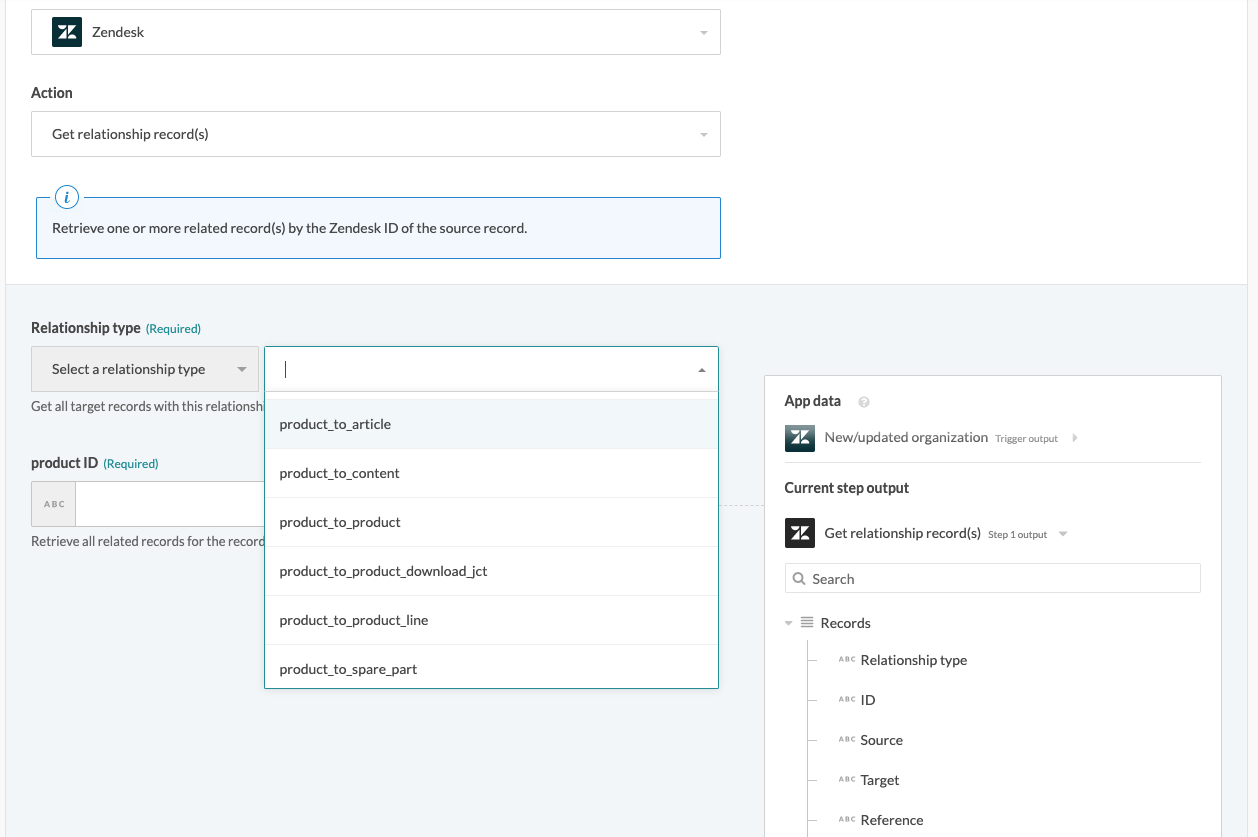 Zendesk
Action
Get relationship record(s)
i
Retrieve one or more related record(s) by the Zendesk ID of the source record.
Relationship type (Required)
Select a relationship type
Get all target records with this relationshi
product_to_article
product_to_content
product_to_product
product_to_product_download_jct
product_to_product_line
product_to_spare_part
product ID (Required)
ABC
Retrieve all related records for the record
App data ?
New/updated organization Trigger output
Current step output
Get relationship record(s) Step 1 output
Search
Records
ABC Relationship type
ABC ID
ABC Source
ABC Target
ABC Reference